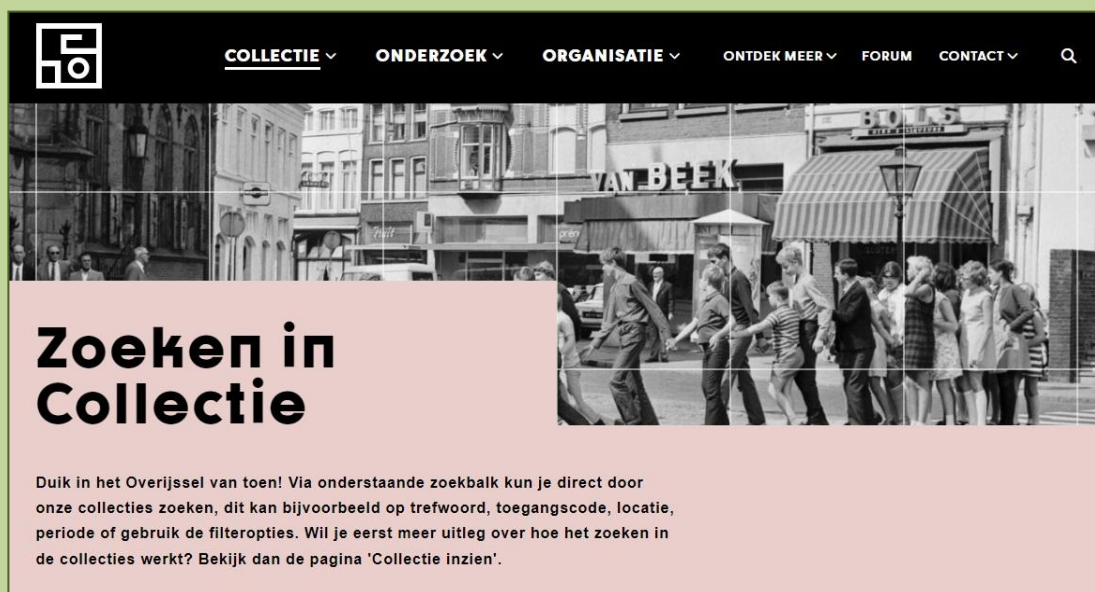 COLLECTIE ONDERZOEK ORGANISATIE ONTDEK MEER FORUM CONTACT
BOLS
VAN BEEK
Zoeken in
Collectie
Duik in het Overijssel van toen! Via onderstaande zoekbalk kun je direct door
onze collecties zoeken, dit kan bijvoorbeeld op trefwoord, toegangscode, locatie,
periode of gebruik de filteropties. Wil je eerst meer uitleg over hoe het zoeken in
de collecties werkt? Bekijk dan de pagina 'Collectie inzien'.